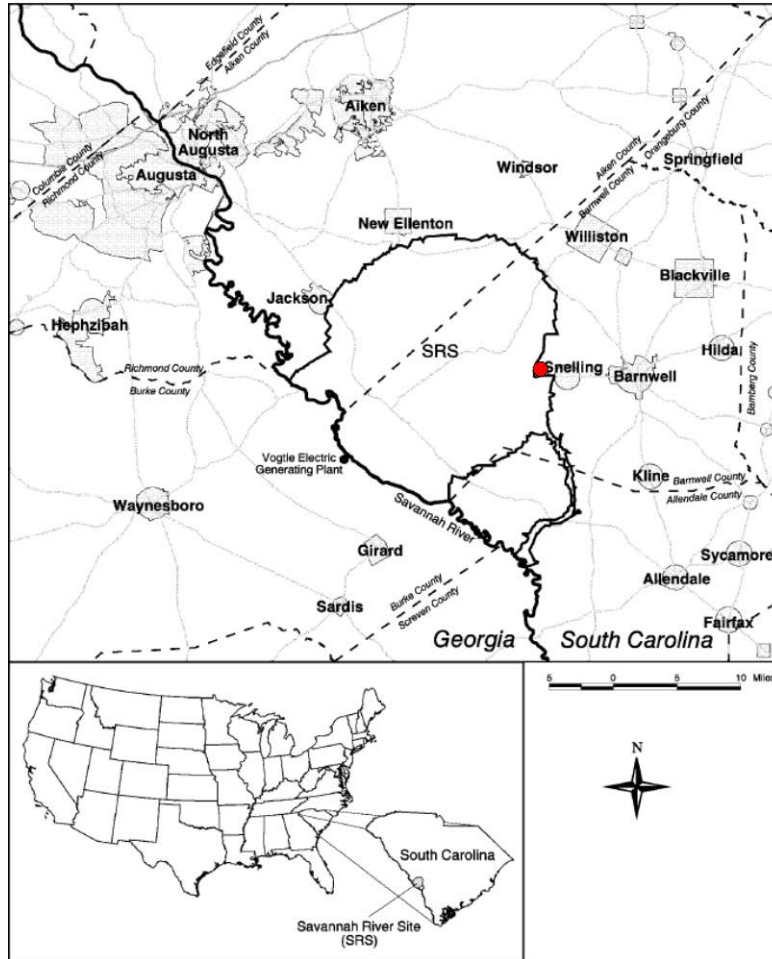 Edgefield County
Aiken County
Aiken
North
Augusta
Columbia County
Richmond County
Augusta
Windsor
Aiken County
Orangeburg County
Barnwell County
Springfield
New Ellenton
Williston
Blackville
Jackson
Hephzibah
SRS
Snelling
Barnwell
Hilda
Bamberg County
Richmond County
Burke County
Vogtle Electric
Generating Plant
Kline
Barnwell County
Allendale County
Waynesboro
Savannah River
Girard
Sycamore
Allendale
Sardis
Burke County
Screven County
Fairfax
Georgia
South Carolina
5 0 5 10 Miles
N
South Carolina
Savannah River Site
(SRS)